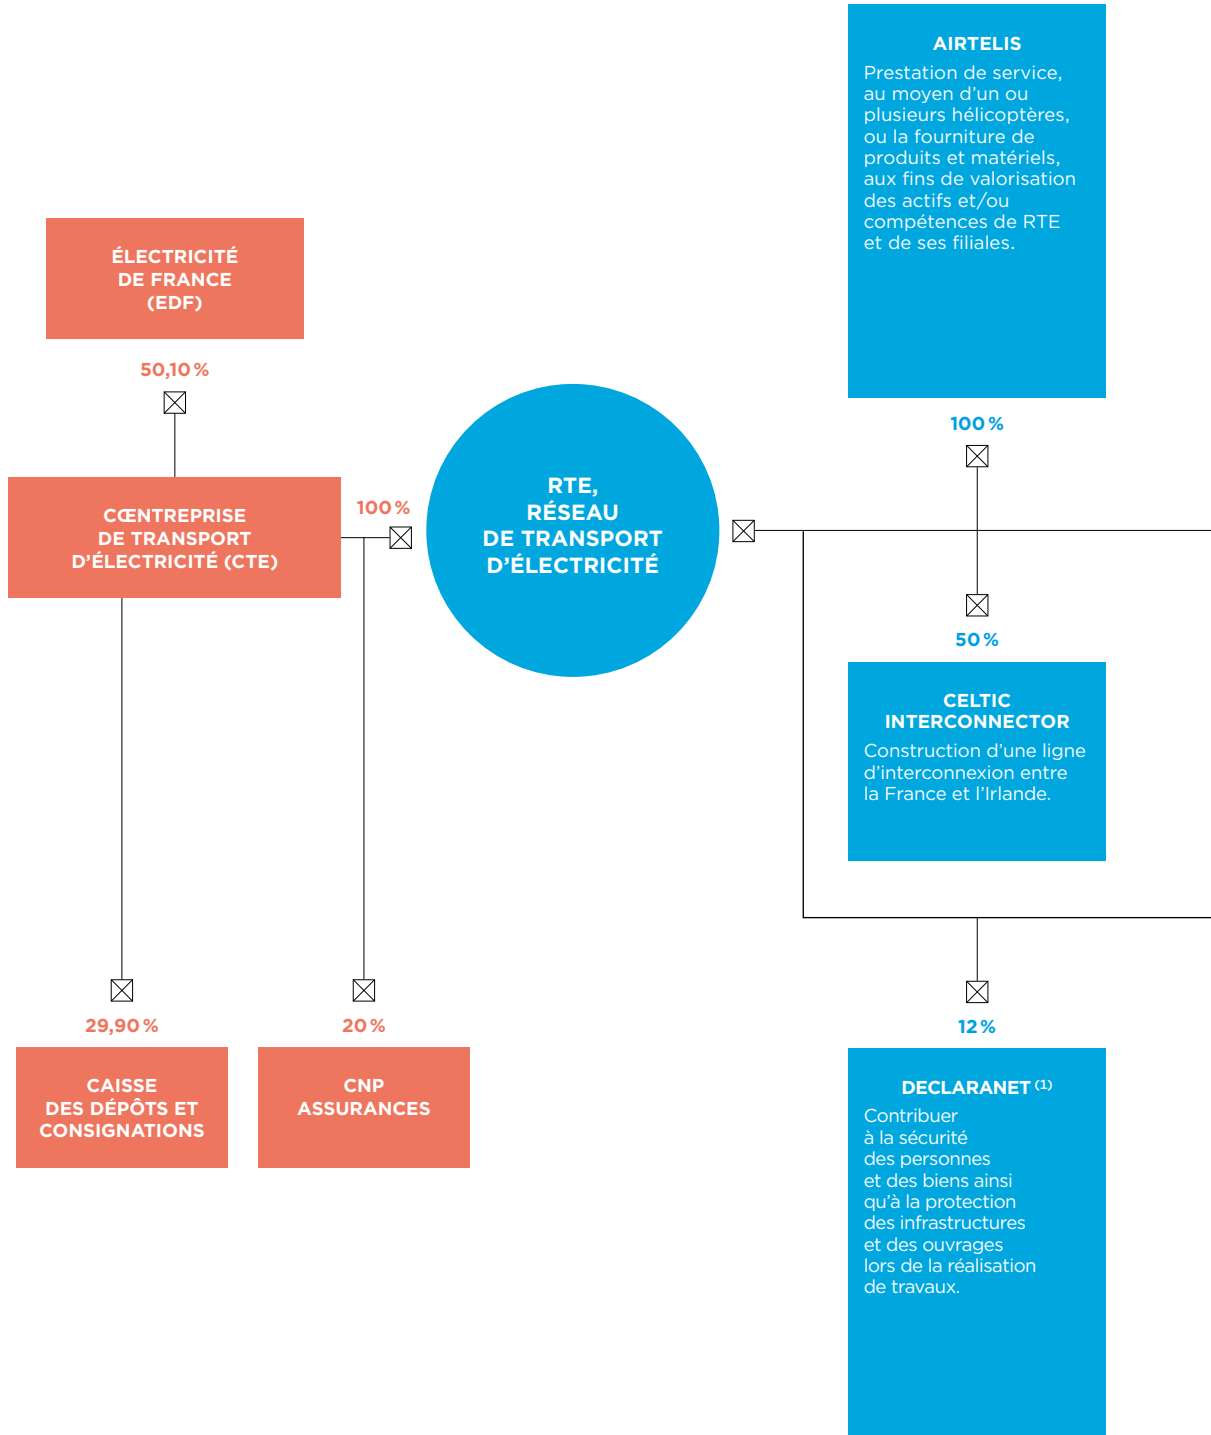 ÉLECTRICITÉ
DE FRANCE
(EDF)
50,10 %
CŒNTREPRISE
DE TRANSPORT
D'ÉLECTRICITÉ (CTE)
100 %
29,90 %
CAISSE
DES DÉPÔTS ET
CONSIGNATIONS
20 %
CNP
ASSURANCES
RTE,
RÉSEAU
DE TRANSPORT
D'ÉLECTRICITÉ
AIRTELIS
Prestation de service,
au moyen d'un ou
plusieurs hélicoptères,
ou la fourniture de
produits et matériels,
aux fins de valorisation
des actifs et/ou
compétences de RTE
et de ses filiales.
100 %
50 %
CELTIC
INTERCONNECTOR
Construction d'une ligne
d'interconnexion entre
la France et l'Irlande.
12 %
DECLARANET (1)
Contribuer
à la sécurité
des personnes
et des biens ainsi
qu'à la protection
des infrastructures
et des ouvrages
lors de la réalisation
de travaux.